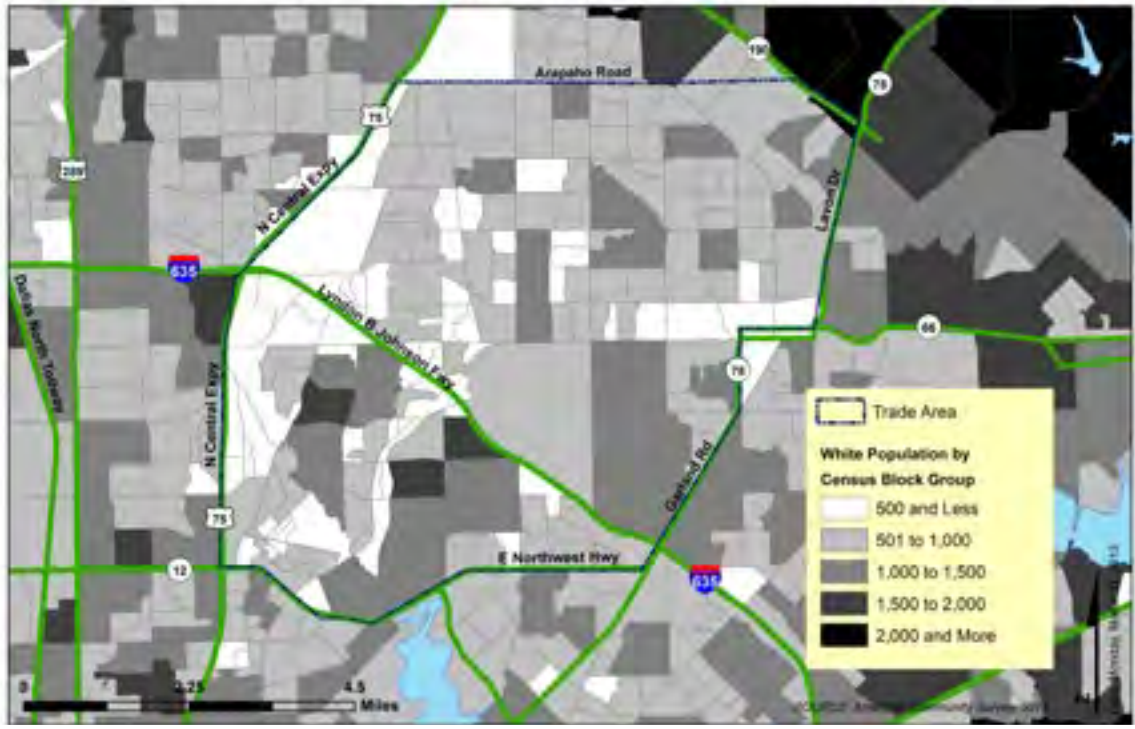 190
Arapaho Road
78
75
289
N Central Expy
Lavon Dr
635
Dallas North Tollway
Lyndon B Johnson Fwy
66
78
Trade Area
N Central Expy
White Population by
Census Block Group
Garland Rd
500 and Less
75
501 to 1,000
E Northwest Hwy
12
1,000 to 1,500
635
1,500 to 2,000
2,000 and More
0
2.25
4.5
Miles